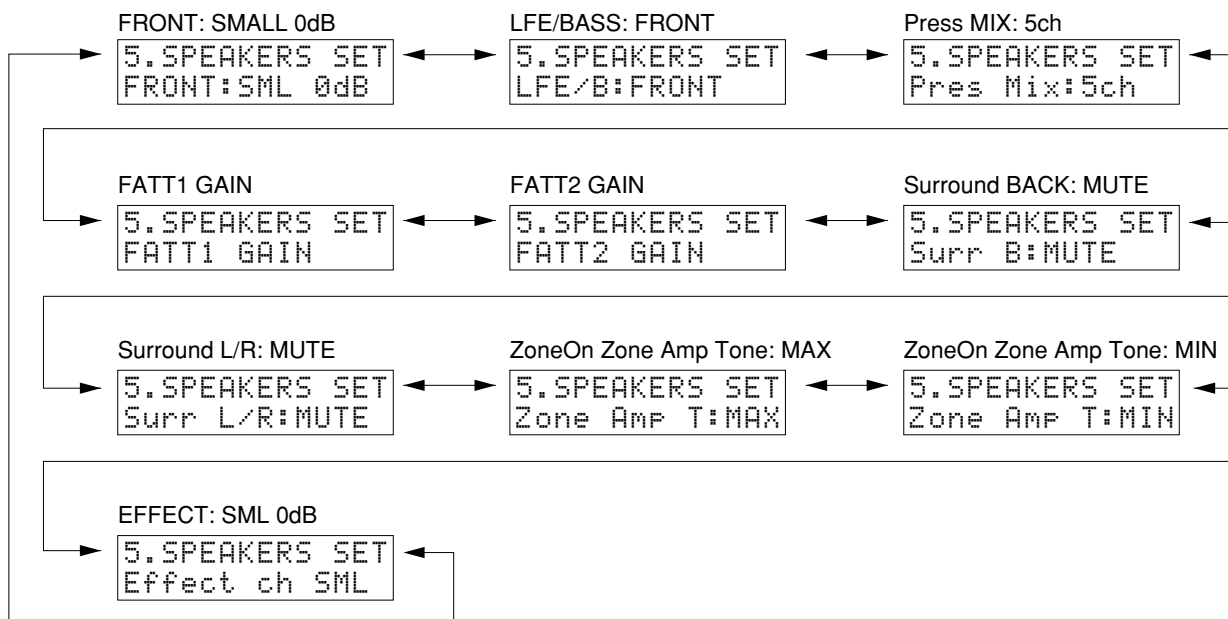 FRONT: SMALL 0dB
5.SPEAKERS SET
FRONT:SML 0dB
LFE/BASS: FRONT
5.SPEAKERS SET
LFE/B:FRONT
Press MIX: 5ch
5.SPEAKERS SET
Pres Mix:5ch
FATT1 GAIN
5.SPEAKERS SET
FATT1 GAIN
FATT2 GAIN
5.SPEAKERS SET
FATT2 GAIN
Surround BACK: MUTE
5.SPEAKERS SET
Surr B:MUTE
Surround L/R: MUTE
5.SPEAKERS SET
Surr L/R:MUTE
ZoneOn Zone Amp Tone: MAX
5.SPEAKERS SET
Zone Amp T:MAX
ZoneOn Zone Amp Tone: MIN
5.SPEAKERS SET
Zone Amp T:MIN
EFFECT: SML 0dB
5.SPEAKERS SET
Effect ch SML